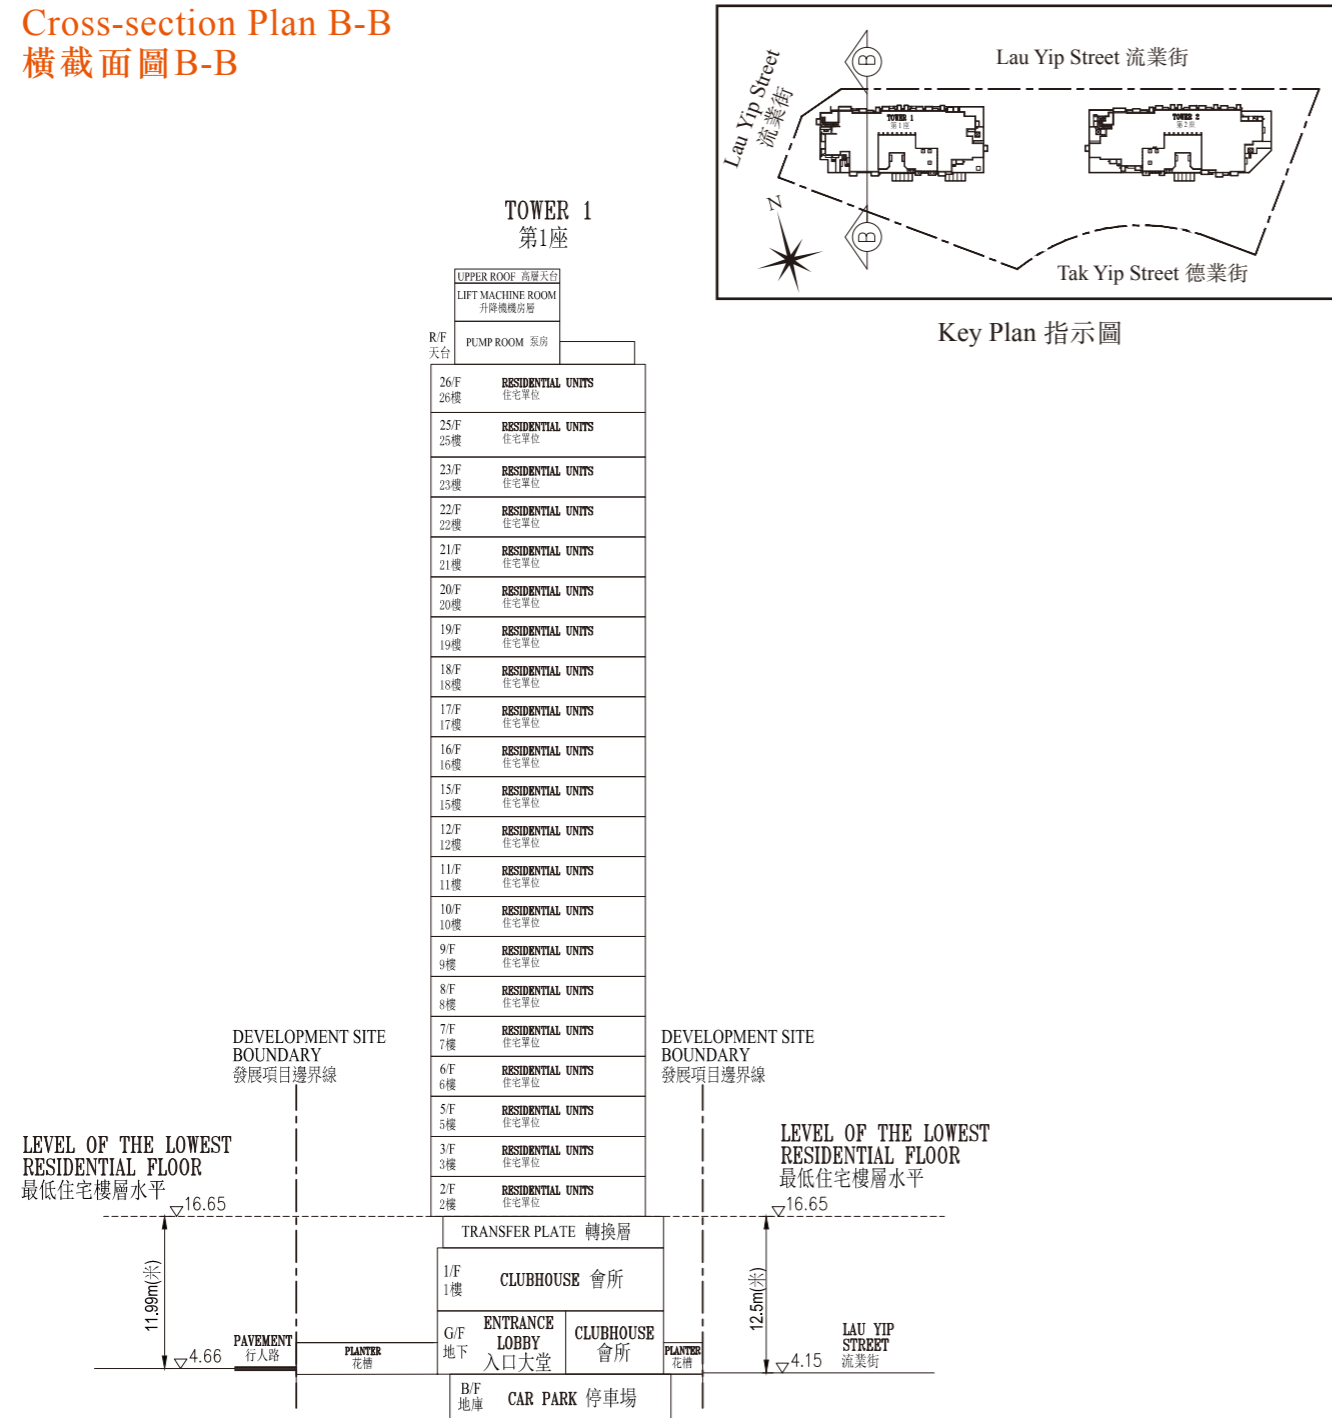 Cross-section Plan B-B
橫截面圖B-B
Lau Yip Street 流業街
Lau Yip Street
流業街
B
TOWER 1
第1座
TOWER 2
第2座
N
B
Tak Yip Street 德業街
Key Plan 指示圖
TOWER 1
第1座
UPPER ROOF 高層天台
LIFT MACHINE ROOM
升降機機房層
R/F
天台
PUMP ROOM 泵房
26/F RESIDENTIAL UNITS
26樓 住宅單位
25/F RESIDENTIAL UNITS
25樓 住宅單位
23/F RESIDENTIAL UNITS
23樓 住宅單位
22/F RESIDENTIAL UNITS
22樓 住宅單位
21/F RESIDENTIAL UNITS
21樓 住宅單位
20/F RESIDENTIAL UNITS
20樓 住宅單位
19/F RESIDENTIAL UNITS
19樓 住宅單位
18/F RESIDENTIAL UNITS
18樓 住宅單位
17/F RESIDENTIAL UNITS
17樓 住宅單位
16/F RESIDENTIAL UNITS
16樓 住宅單位
15/F RESIDENTIAL UNITS
15樓 住宅單位
12/F RESIDENTIAL UNITS
12樓 住宅單位
11/F RESIDENTIAL UNITS
11樓 住宅單位
10/F RESIDENTIAL UNITS
10樓 住宅單位
9/F RESIDENTIAL UNITS
9樓 住宅單位
8/F RESIDENTIAL UNITS
8樓 住宅單位
7/F RESIDENTIAL UNITS
7樓 住宅單位
6/F RESIDENTIAL UNITS
6樓 住宅單位
5/F RESIDENTIAL UNITS
5樓 住宅單位
3/F RESIDENTIAL UNITS
3樓 住宅單位
2/F RESIDENTIAL UNITS
2樓 住宅單位
DEVELOPMENT SITE
BOUNDARY
發展項目邊界線
DEVELOPMENT SITE
BOUNDARY
發展項目邊界線
LEVEL OF THE LOWEST
RESIDENTIAL FLOOR
最低住宅樓層水平
16.65
LEVEL OF THE LOWEST
RESIDENTIAL FLOOR
最低住宅樓層水平
16.65
TRANSFER PLATE 轉換層
1/F
1樓
CLUBHOUSE 會所
11.99m(米)
12.5m(米)
G/F
地下
ENTRANCE
LOBBY
入口大堂
CLUBHOUSE
會所
PAVEMENT
行人路
4.66
PLANTER
花槽
PLANTER
花槽
LAU YIP
STREET
流業街
4.15
B/F
地庫
CAR PARK 停車場